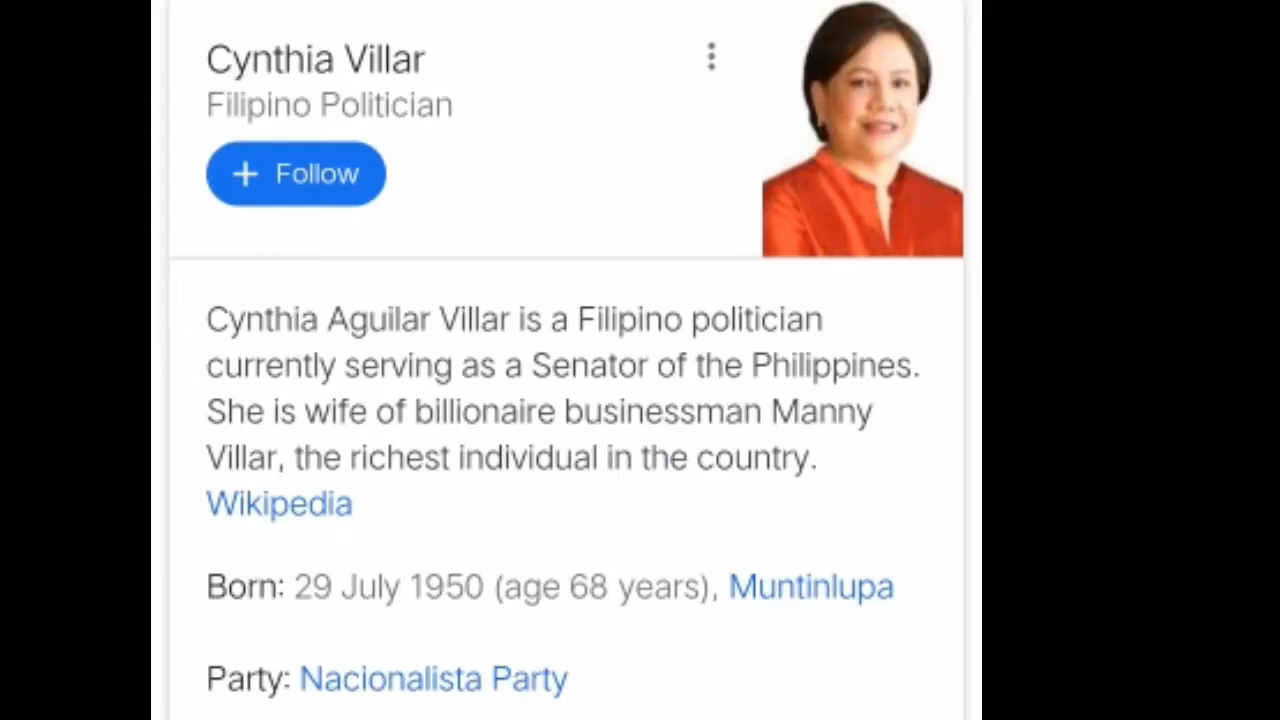 Cynthia Villar
Filipino Politician
+ Follow
Cynthia Aguilar Villar is a Filipino politician
currently serving as a Senator of the Philippines.
She is wife of billionaire businessman Manny
Villar, the richest individual in the country.
Wikipedia
Born: 29 July 1950 (age 68 years), Muntinlupa
Party: Nacionalista Party